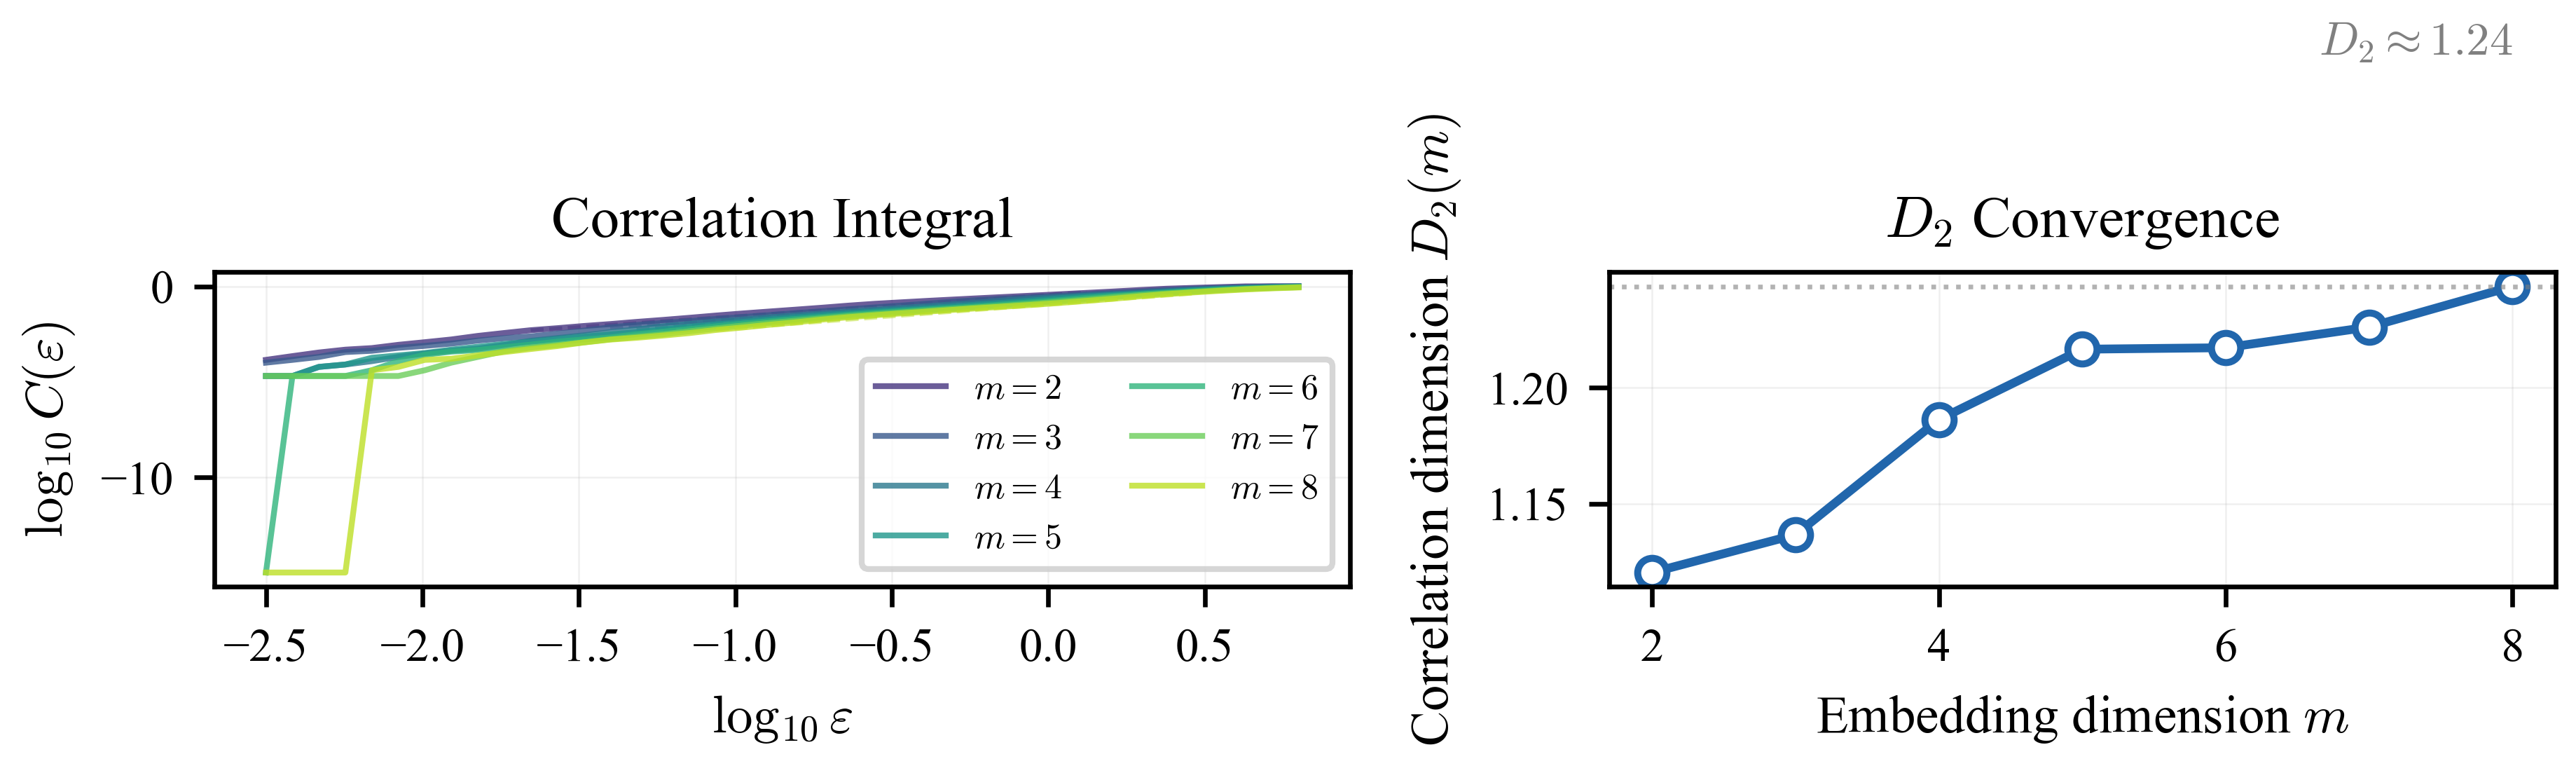 D₂ ≈ 1.24
Correlation Integral
log₁₀ C(ε)
0
−10
m = 2
m = 3
m = 4
m = 5
m = 6
m = 7
m = 8
−2.5 −2.0 −1.5 −1.0 −0.5 0.0 0.5
log₁₀ ε
D₂ Convergence
Correlation dimension D₂(m)
1.20
1.15
2 4 6 8
Embedding dimension m